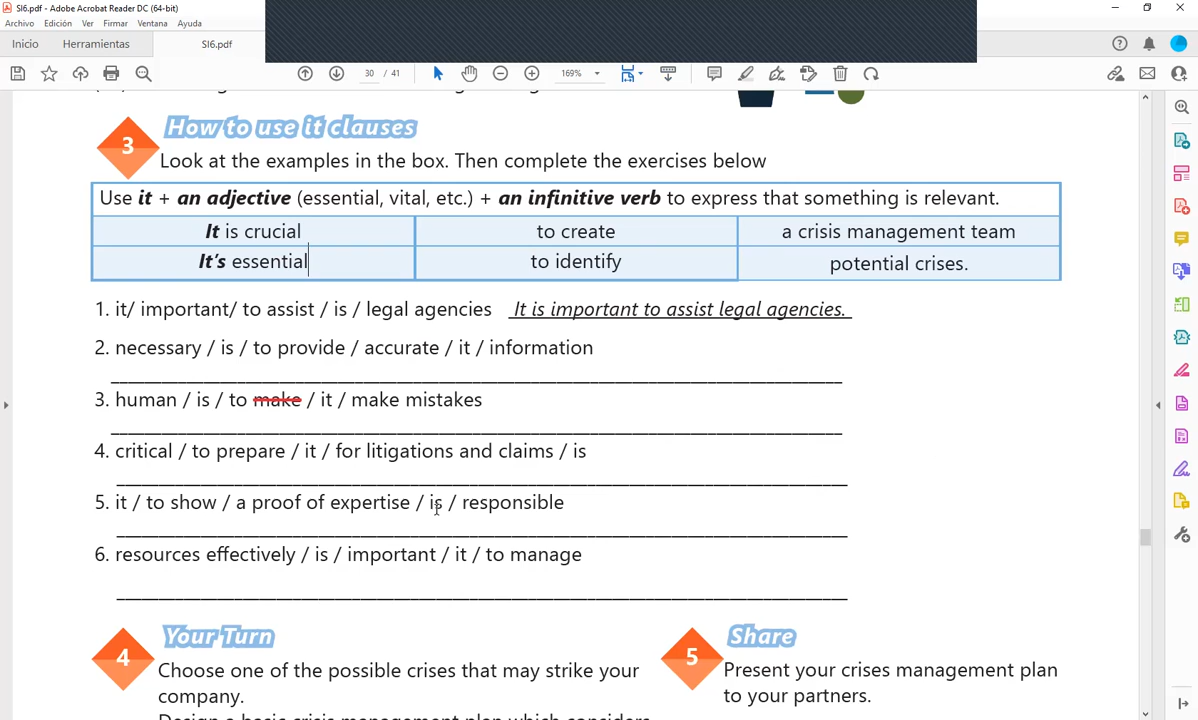 SI6.pdf - Adobe Acrobat Reader DC (64-bit)
Archivo Edición Ver Firmar Ventana Ayuda
Inicio Herramientas SI6.pdf
30 / 41 169%
3 How to use it clauses
Look at the examples in the box. Then complete the exercises below
Use it + an adjective (essential, vital, etc.) + an infinitive verb to express that something is relevant.
It is crucial to create a crisis management team
It's essential to identify potential crises.
1. it/ important/ to assist / is / legal agencies It is important to assist legal agencies.
2. necessary / is / to provide / accurate / it / information
3. human / is / to make / it / make mistakes
4. critical / to prepare / it / for litigations and claims / is
5. it / to show / a proof of expertise / is / responsible
6. resources effectively / is / important / it / to manage
4 Your Turn
Choose one of the possible crises that may strike your
company.
Design a basic crisis management plan which considers
5 Share
Present your crises management plan
to your partners.